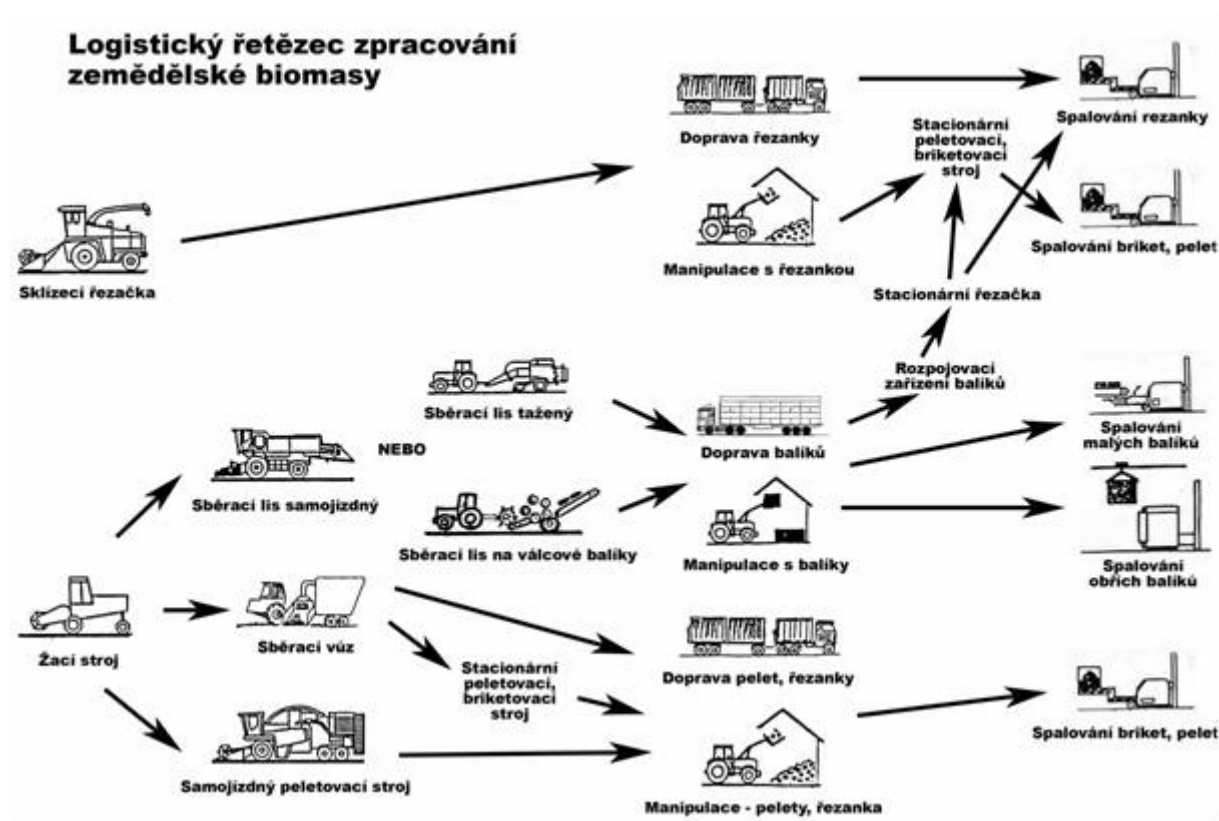 Logistický řetězec zpracování
zemědělské biomasy
Doprava řezanky
Spalování rezanky
Stacionární
peletovací,
briketovací
stroj
Sklízecí řezačka
Manipulace s řezankou
Spalování briket, pelet
Stacionární řezačka
Rozpojovací
zařízení balíků
Sběrací lis tažený
NEBO
Doprava balíků
Spalování
malých balíků
Sběrací lis samojízdný
Sběrací lis na válcové balíky
Manipulace s balíky
Spalování
obřích balíků
Žací stroj
Sběrací vůz
Stacionární
peletovací,
briketovací
stroj
Doprava pelet, řezanky
Spalování briket, pelet
Samojízdný peletovací stroj
Manipulace - pelety, řezanka